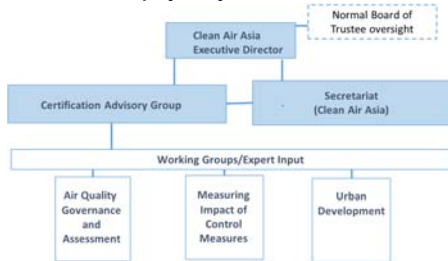 Normal Board of
Trustee oversight
Clean Air Asia
Executive Director
Certification Advisory Group
Secretariat
(Clean Air Asia)
Working Groups/Expert Input
Air Quality
Governance
and
Assessment
Measuring
Impact of
Control
Measures
Urban
Development